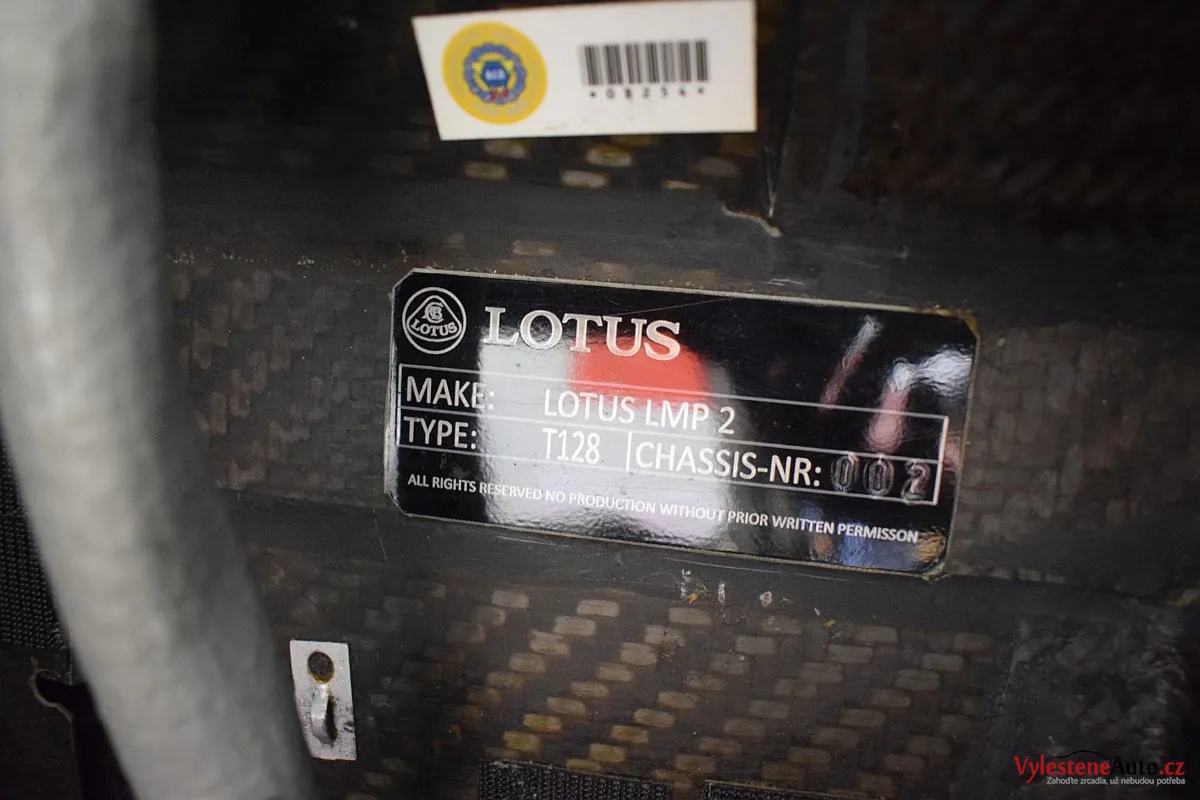 *08254*
LOTUS
LOTUS
MAKE: LOTUS LMP 2
TYPE: T128 CHASSIS-NR: 002
ALL RIGHTS RESERVED NO PRODUCTION WITHOUT PRIOR WRITTEN PERMISSON
VylesteneAuto.cz
Zahoďte zrcadla, už nebudou potřeba